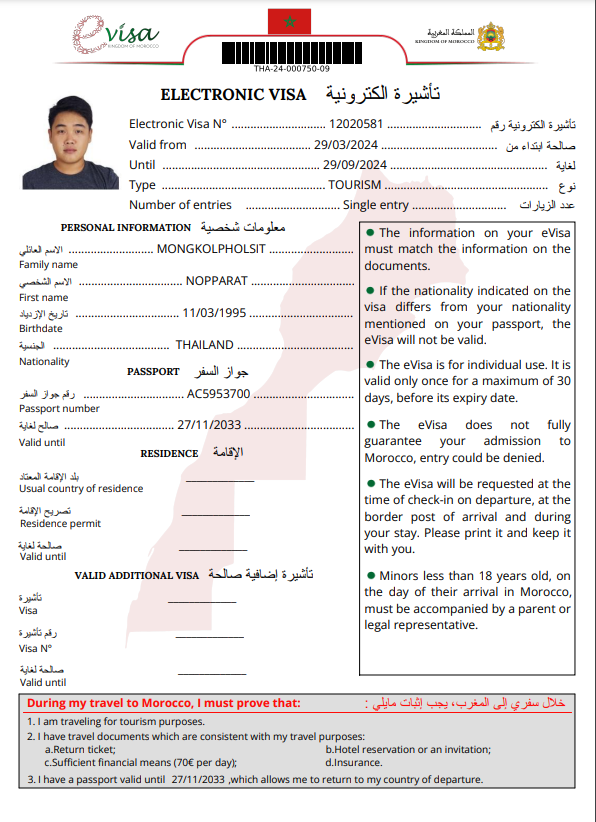 eVisa
KINGDOM OF MOROCCO
المملكة المغربية
KINGDOM OF MOROCCO
THA-24-000750-09
ELECTRONIC VISA تأشيرة الكترونية
Electronic Visa N° ........................ 12020581 ........................ تأشيرة الكترونية رقم
Valid from ........................ 29/03/2024 ........................ صالحة ابتداء من
Until ........................ 29/09/2024 ........................ لغاية
Type ........................ TOURISM ........................ نوع
Number of entries ........................ Single entry ........................ عدد الزيارات
PERSONAL INFORMATION معلومات شخصية
الاسم العائلي ........................ MONGKOLPHOLSIT ........................
Family name
الاسم الشخصي ........................ NOPPARAT ........................
First name
تاريخ الإزدياد ........................ 11/03/1995 ........................
Birthdate
الجنسية ........................ THAILAND ........................
Nationality
PASSPORT جواز السفر
رقم جواز السفر ........................ AC5953700 ........................
Passport number
صالح لغاية ........................ 27/11/2033 ........................
Valid until
RESIDENCE الإقامة
بلد الإقامة المعتاد ____________
Usual country of residence
تصريح الإقامة ____________
Residence permit
صالحة لغاية ____________
Valid until
VALID ADDITIONAL VISA تأشيرة إضافية صالحة
تأشيرة ____________
Visa
رقم تأشيرة ____________
Visa N°
صالحة لغاية ____________
Valid until
● The information on your eVisa
must match the information on the
documents.
● If the nationality indicated on the
visa differs from your nationality
mentioned on your passport, the
eVisa will not be valid.
● The eVisa is for individual use. It is
valid only once for a maximum of 30
days, before its expiry date.
● The eVisa does not fully
guarantee your admission to
Morocco, entry could be denied.
● The eVisa will be requested at the
time of check-in on departure, at the
border post of arrival and during
your stay. Please print it and keep it
with you.
● Minors less than 18 years old, on
the day of their arrival in Morocco,
must be accompanied by a parent or
legal representative.
During my travel to Morocco, I must prove that: خلال سفري إلى المغرب، يجب إثبات مايلي :
1. I am traveling for tourism purposes.
2. I have travel documents which are consistent with my travel purposes:
a.Return ticket; b.Hotel reservation or an invitation;
c.Sufficient financial means (70€ per day); d.Insurance.
3. I have a passport valid until 27/11/2033 ,which allows me to return to my country of departure.